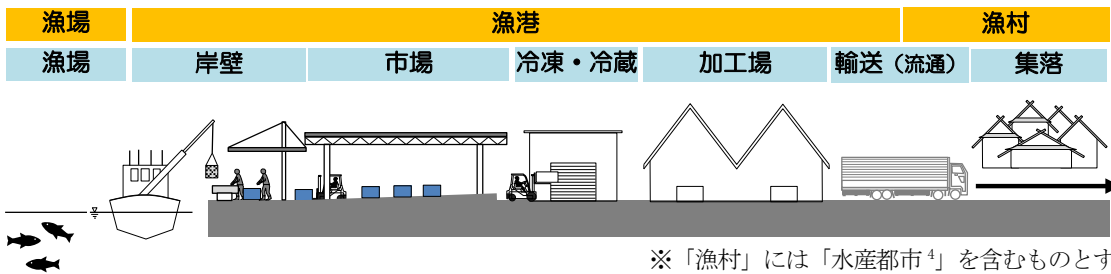 漁場 漁港 漁村
漁場 岸壁 市場 冷凍・冷蔵 加工場 輸送（流通） 集落
※「漁村」には「水産都市⁴」を含むものとす